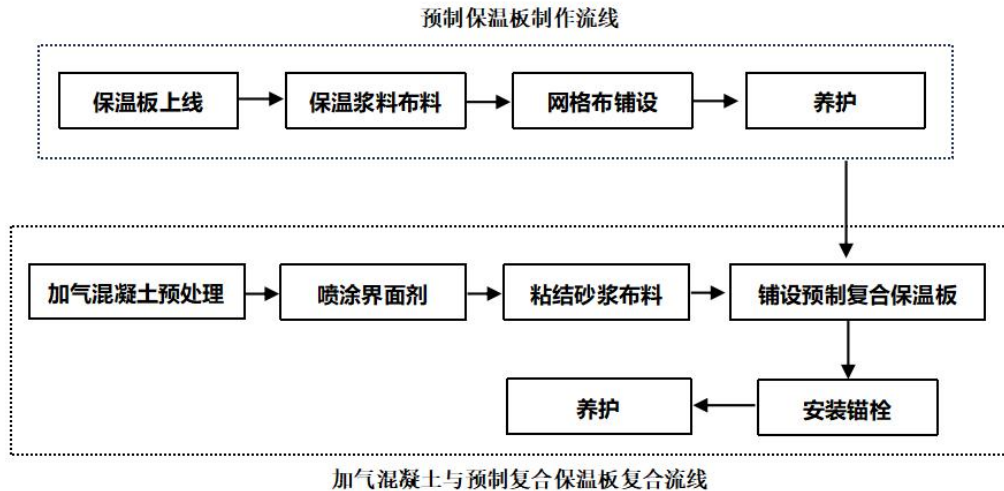 预制保温板制作流线
保温板上线
保温浆料布料
网格布铺设
养护
加气混凝土预处理
喷涂界面剂
粘结砂浆布料
铺设预制复合保温板
养护
安装锚栓
加气混凝土与预制复合保温板复合流线